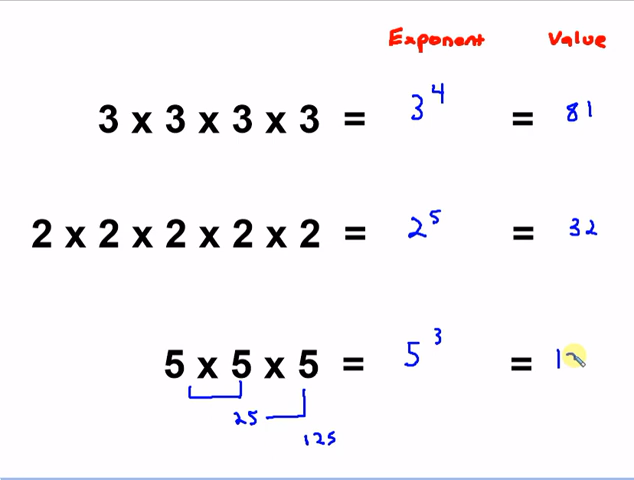 Exponent Value
3 x 3 x 3 x 3 = 3⁴ = 81
2 x 2 x 2 x 2 x 2 = 2⁵ = 32
5 x 5 x 5 = 5³ = 1
25
125